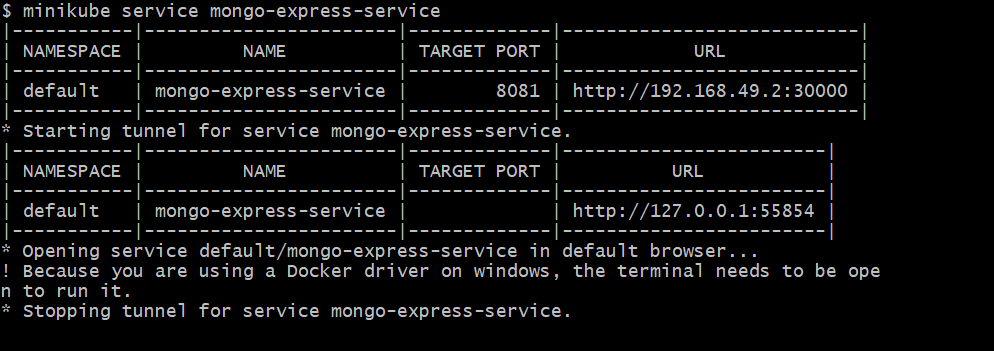 $ minikube service mongo-express-service
|-----------|------------------------|-------------|----------------------------|
| NAMESPACE |          NAME          | TARGET PORT |            URL             |
|-----------|------------------------|-------------|----------------------------|
| default   | mongo-express-service  |        8081 | http://192.168.49.2:30000 |
|-----------|------------------------|-------------|----------------------------|
* Starting tunnel for service mongo-express-service.
|-----------|------------------------|-------------|------------------------|
| NAMESPACE |          NAME          | TARGET PORT |          URL           |
|-----------|------------------------|-------------|------------------------|
| default   | mongo-express-service  |             | http://127.0.0.1:55854 |
|-----------|------------------------|-------------|------------------------|
* Opening service default/mongo-express-service in default browser...
! Because you are using a Docker driver on windows, the terminal needs to be ope
n to run it.
* Stopping tunnel for service mongo-express-service.